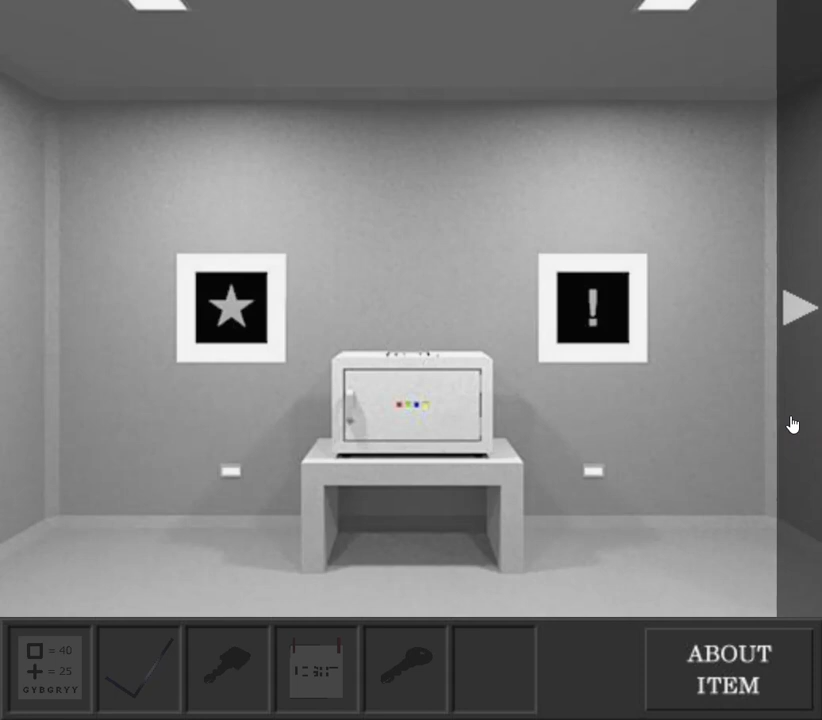 !
= 40
= 25
GYBGRYY
ABOUT
ITEM